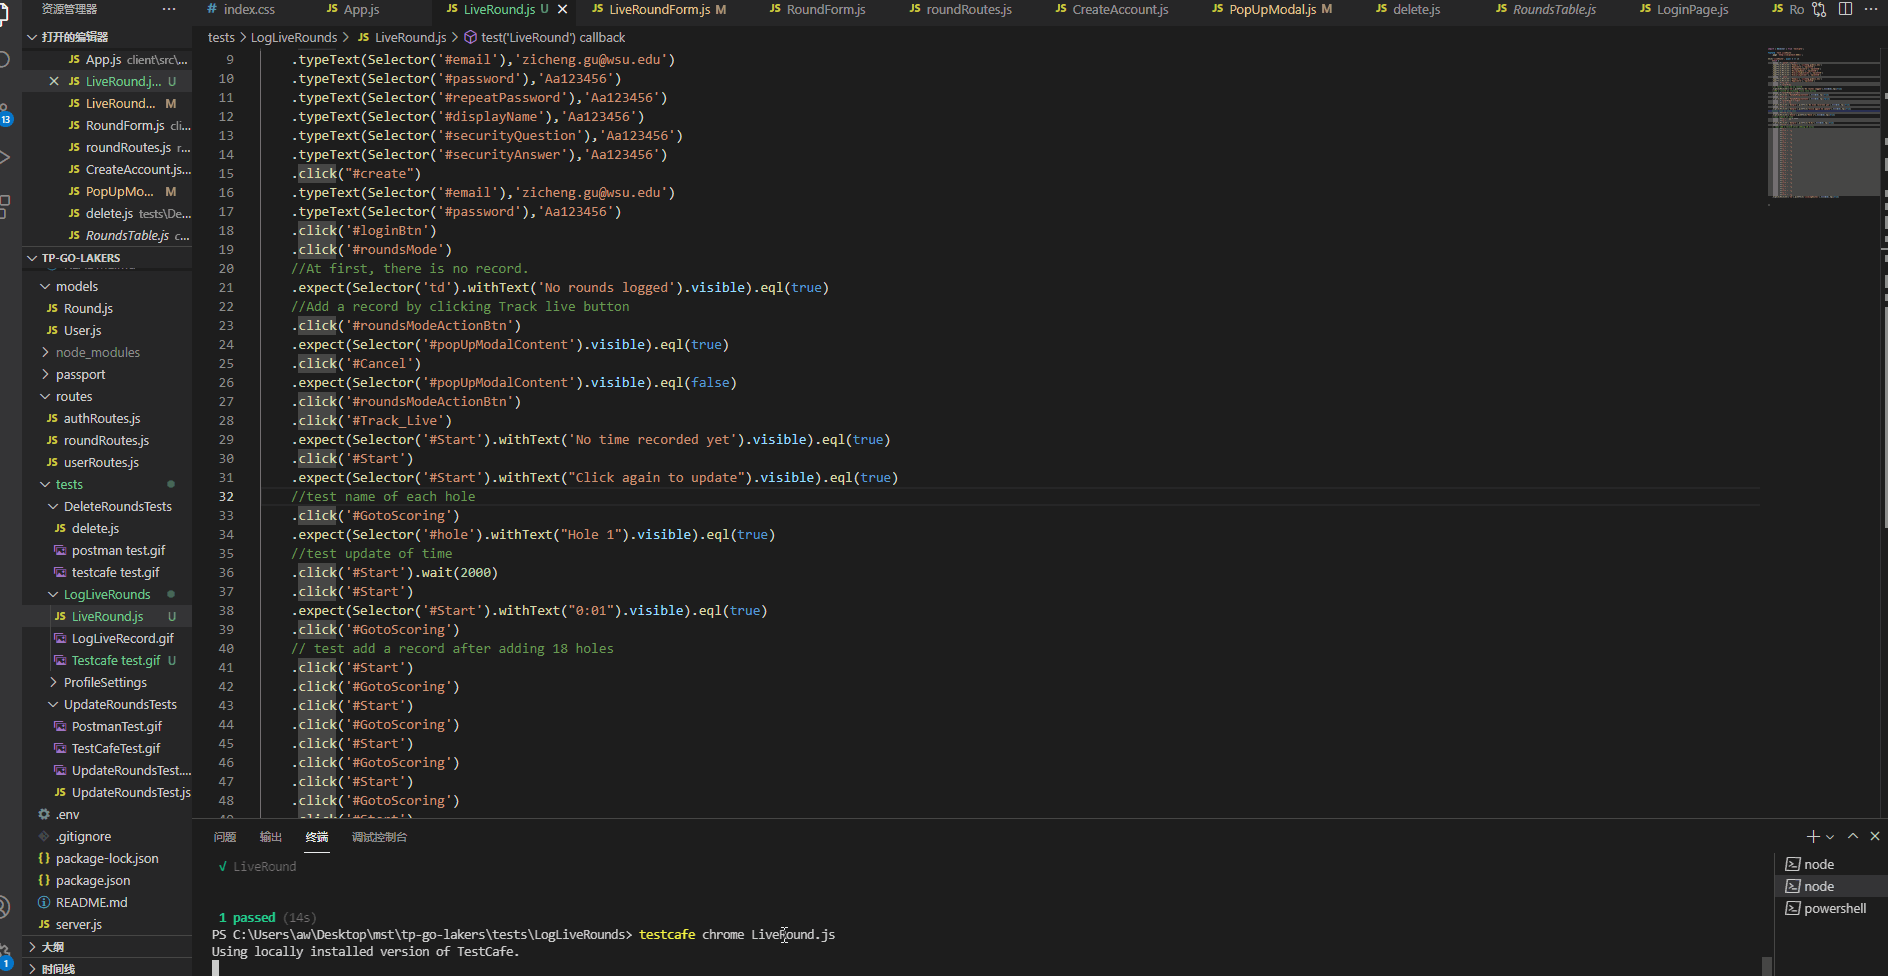 资源管理器 ···
# index.css
JS App.js
JS LiveRound.js U ×
JS LiveRoundForm.js M
JS RoundForm.js
JS roundRoutes.js
JS CreateAccount.js
JS PopUpModal.js M
JS delete.js
JS RoundsTable.js
JS LoginPage.js
JS Ro
tests > LogLiveRounds > JS LiveRound.js > test('LiveRound') callback
打开的编辑器
JS App.js client\src\...
× JS LiveRound.j... U
JS LiveRound... M
JS RoundForm.js cli...
JS roundRoutes.js r...
JS CreateAccount.js...
JS PopUpMo... M
JS delete.js tests\De...
JS RoundsTable.js c...
TP-GO-LAKERS
models
JS Round.js
JS User.js
node_modules
passport
routes
JS authRoutes.js
JS roundRoutes.js
JS userRoutes.js
tests
DeleteRoundsTests
JS delete.js
postman test.gif
testcafe test.gif
LogLiveRounds
JS LiveRound.js U
LogLiveRecord.gif
Testcafe test.gif U
ProfileSettings
UpdateRoundsTests
PostmanTest.gif
TestCafeTest.gif
UpdateRoundsTest....
JS UpdateRoundsTest.js
.env
.gitignore
{} package-lock.json
{} package.json
README.md
JS server.js
大纲
时间线
13
1
9 .typeText(Selector('#email'),'zicheng.gu@wsu.edu')
10 .typeText(Selector('#password'),'Aa123456')
11 .typeText(Selector('#repeatPassword'),'Aa123456')
12 .typeText(Selector('#displayName'),'Aa123456')
13 .typeText(Selector('#securityQuestion'),'Aa123456')
14 .typeText(Selector('#securityAnswer'),'Aa123456')
15 .click("#create")
16 .typeText(Selector('#email'),'zicheng.gu@wsu.edu')
17 .typeText(Selector('#password'),'Aa123456')
18 .click('#loginBtn')
19 .click('#roundsMode')
20 //At first, there is no record.
21 .expect(Selector('td').withText('No rounds logged').visible).eql(true)
22 //Add a record by clicking Track live button
23 .click('#roundsModeActionBtn')
24 .expect(Selector('#popUpModalContent').visible).eql(true)
25 .click('#Cancel')
26 .expect(Selector('#popUpModalContent').visible).eql(false)
27 .click('#roundsModeActionBtn')
28 .click('#Track_Live')
29 .expect(Selector('#Start').withText('No time recorded yet').visible).eql(true)
30 .click('#Start')
31 .expect(Selector('#Start').withText("Click again to update").visible).eql(true)
32 //test name of each hole
33 .click('#GotoScoring')
34 .expect(Selector('#hole').withText("Hole 1").visible).eql(true)
35 //test update of time
36 .click('#Start').wait(2000)
37 .click('#Start')
38 .expect(Selector('#Start').withText("0:01").visible).eql(true)
39 .click('#GotoScoring')
40 // test add a record after adding 18 holes
41 .click('#Start')
42 .click('#GotoScoring')
43 .click('#Start')
44 .click('#GotoScoring')
45 .click('#Start')
46 .click('#GotoScoring')
47 .click('#Start')
48 .click('#GotoScoring')
问题 输出 终端 调试控制台
√ LiveRound
1 passed (14s)
PS C:\Users\aw\Desktop\mst\tp-go-lakers\tests\LogLiveRounds> testcafe chrome LiveRound.js
Using locally installed version of TestCafe.
node
node
powershell